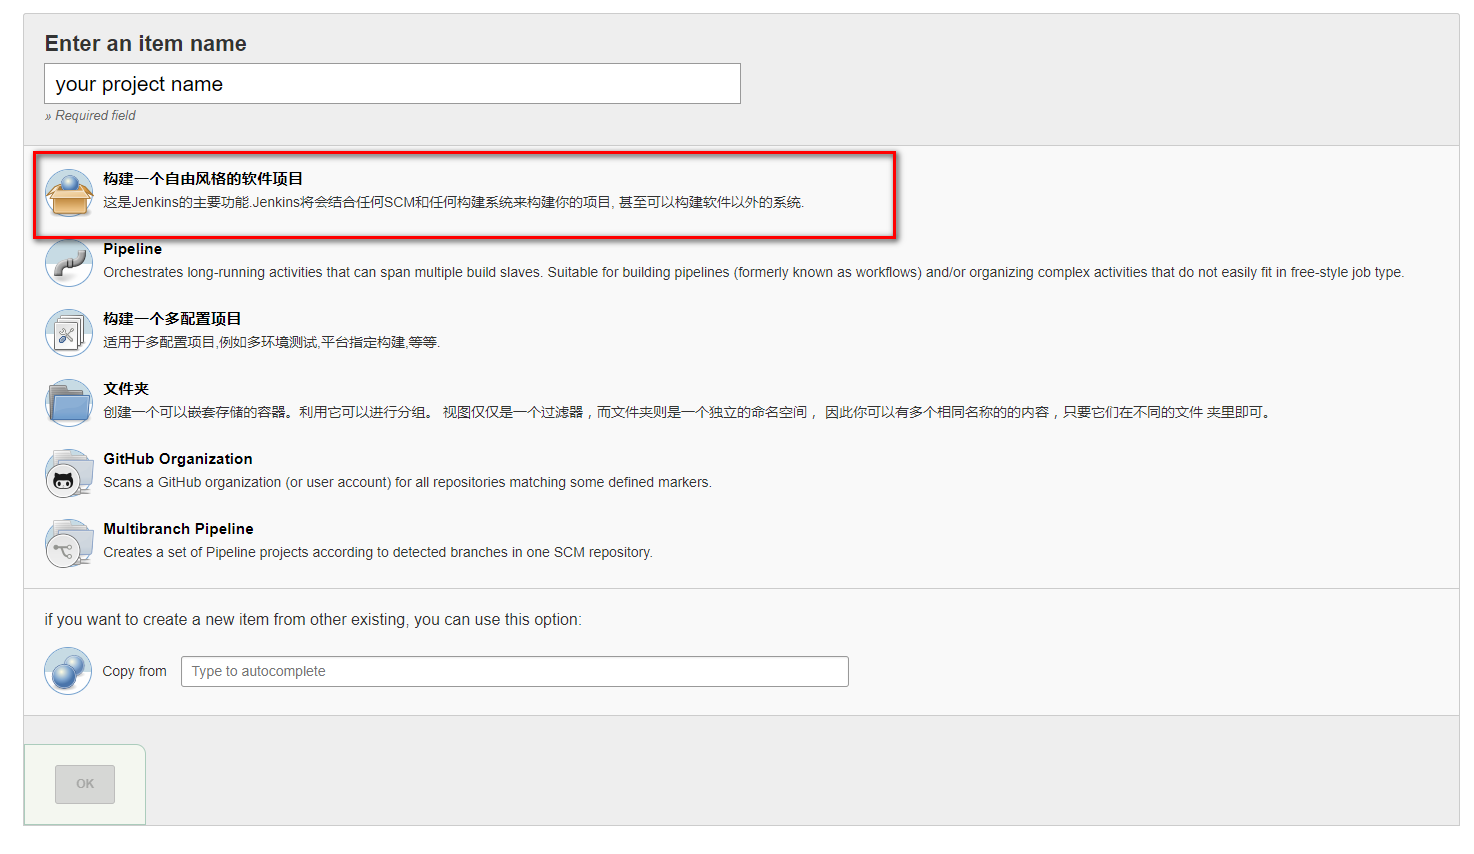 Enter an item name
your project name
» Required field
构建一个自由风格的软件项目
这是Jenkins的主要功能.Jenkins将会结合任何SCM和任何构建系统来构建你的项目, 甚至可以构建软件以外的系统.
Pipeline
Orchestrates long-running activities that can span multiple build slaves. Suitable for building pipelines (formerly known as workflows) and/or organizing complex activities that do not easily fit in free-style job type.
构建一个多配置项目
适用于多配置项目,例如多环境测试,平台指定构建,等等.
文件夹
创建一个可以嵌套存储的容器。利用它可以进行分组。 视图仅仅是一个过滤器，而文件夹则是一个独立的命名空间， 因此你可以有多个相同名称的的内容，只要它们在不同的文件 夹里即可。
GitHub Organization
Scans a GitHub organization (or user account) for all repositories matching some defined markers.
Multibranch Pipeline
Creates a set of Pipeline projects according to detected branches in one SCM repository.
if you want to create a new item from other existing, you can use this option:
Copy from
Type to autocomplete
OK